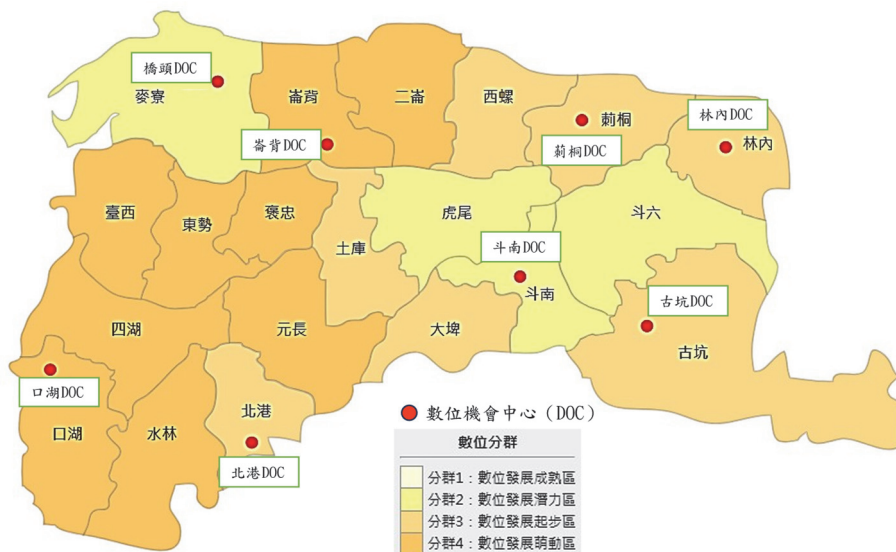 橋頭DOC
麥寮
崙背
二崙
西螺
莿桐
林內DOC
崙背DOC
莿桐DOC
林內
臺西
東勢
褒忠
土庫
虎尾
斗六
斗南DOC
斗南
古坑DOC
四湖
元長
大埤
古坑
口湖DOC
北港
口湖
水林
北港DOC
數位機會中心（DOC）
數位分群
分群1：數位發展成熟區
分群2：數位發展潛力區
分群3：數位發展起步區
分群4：數位發展萌動區